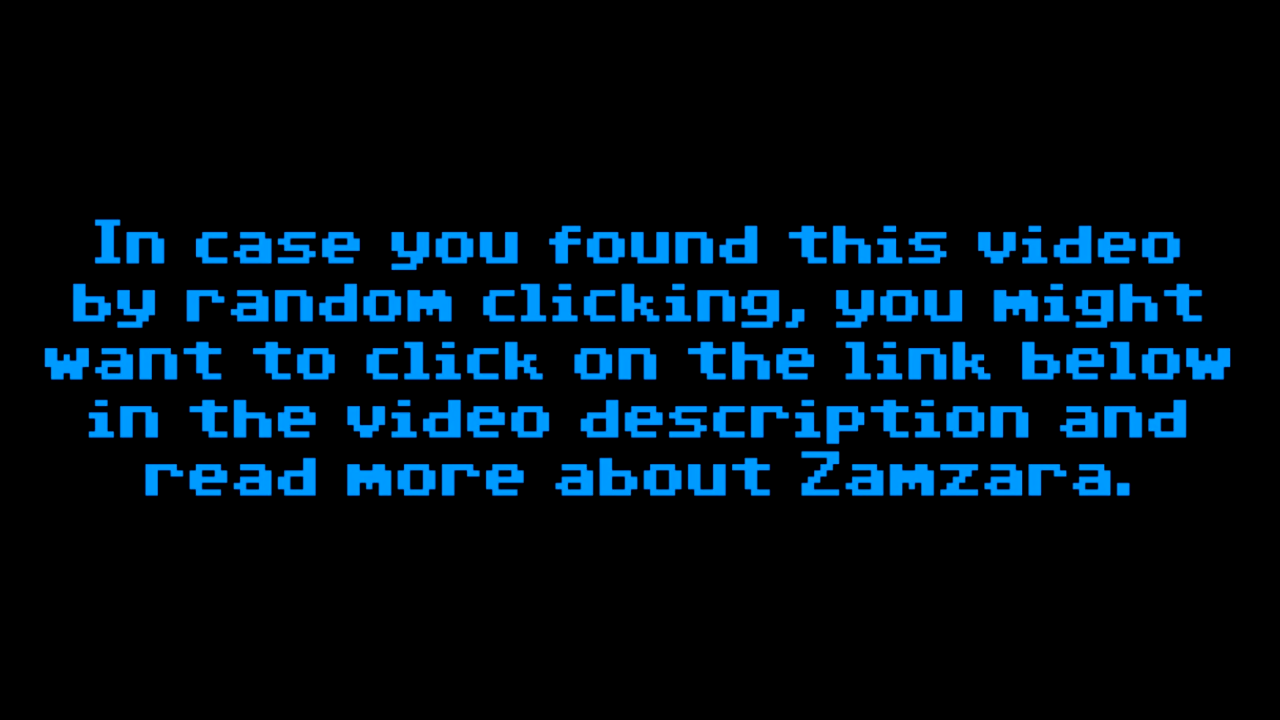 In case you found this video
by random clicking, you might
want to click on the link below
in the video description and
read more about Zamzara.